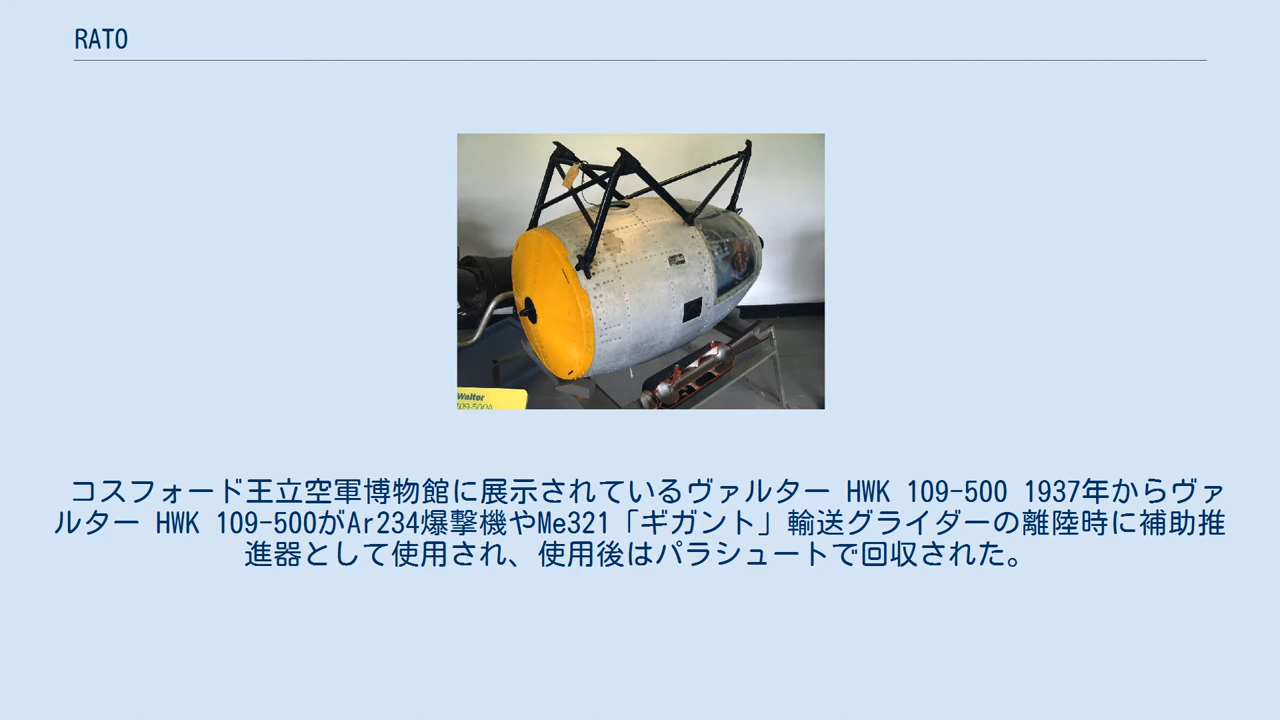 RATO
Walter
109-500A
コスフォード王立空軍博物館に展示されているヴァルター HWK 109-500 1937年からヴァ
ルター HWK 109-500がAr234爆撃機やMe321「ギガント」輸送グライダーの離陸時に補助推
進器として使用され、使用後はパラシュートで回収された。